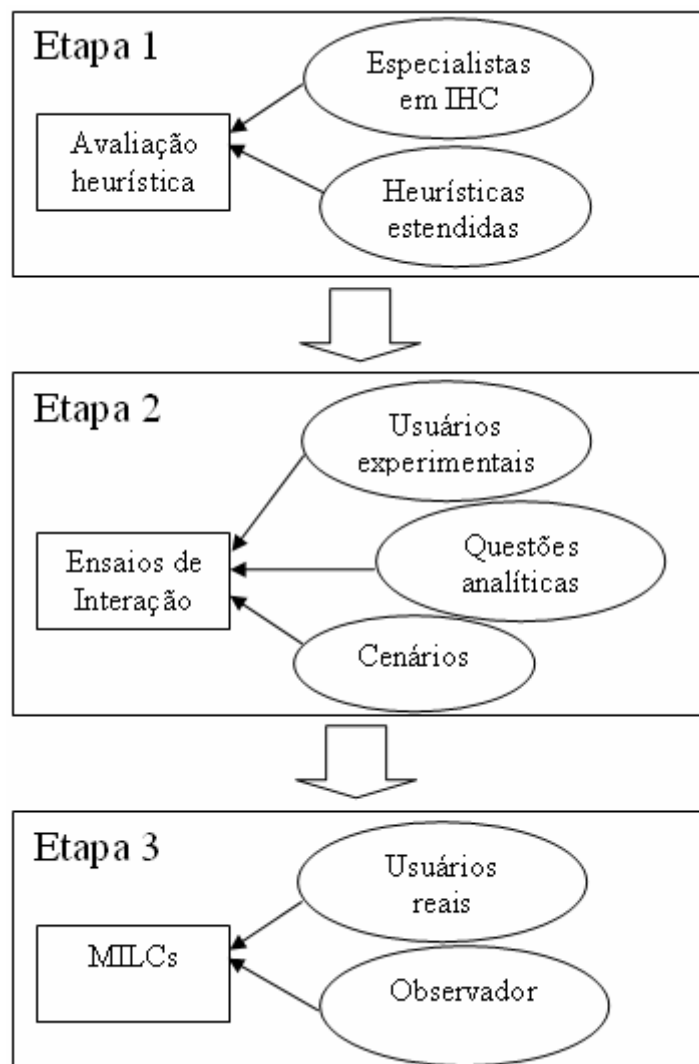 Etapa 1
Especialistas
em IHC
Avaliação
heurística
Heurísticas
estendidas
Etapa 2
Usuários
experimentais
Ensaios de
Interação
Questões
analíticas
Cenários
Etapa 3
Usuários
reais
MILCs
Observador